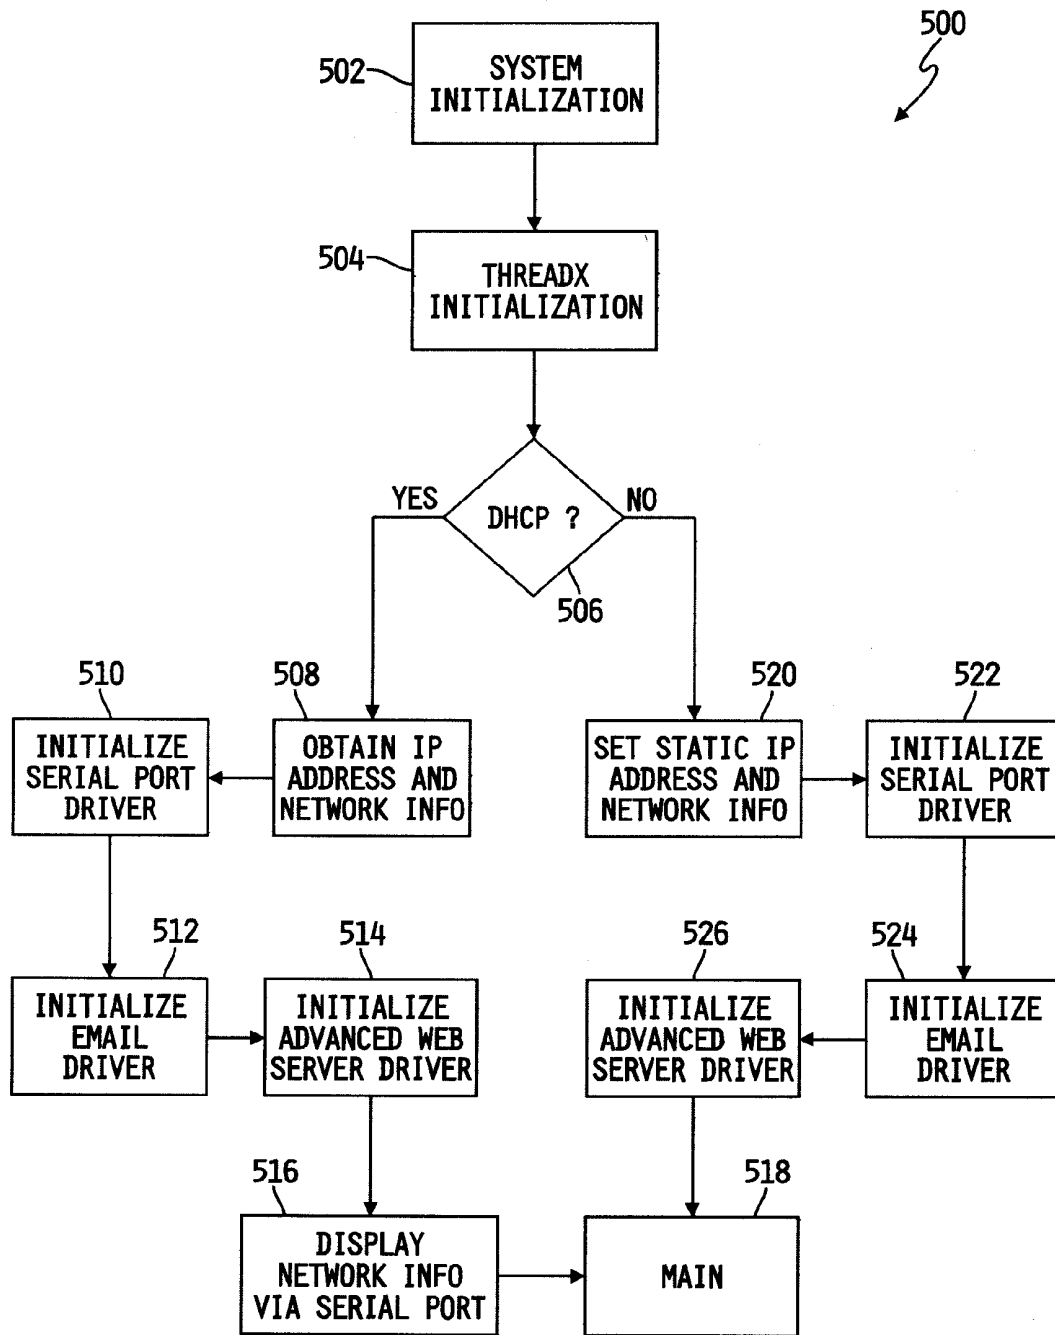 500
502
SYSTEM
INITIALIZATION
504
THREADX
INITIALIZATION
YES
DHCP ?
NO
506
510
508
520
522
INITIALIZE
SERIAL PORT
DRIVER
OBTAIN IP
ADDRESS AND
NETWORK INFO
SET STATIC IP
ADDRESS AND
NETWORK INFO
INITIALIZE
SERIAL PORT
DRIVER
512
514
526
524
INITIALIZE
EMAIL
DRIVER
INITIALIZE
ADVANCED WEB
SERVER DRIVER
INITIALIZE
ADVANCED WEB
SERVER DRIVER
INITIALIZE
EMAIL
DRIVER
516
518
DISPLAY
NETWORK INFO
VIA SERIAL PORT
MAIN